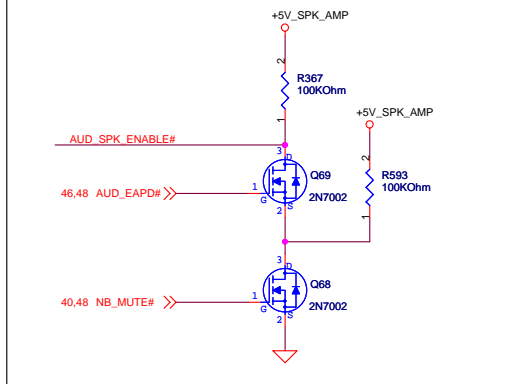 +5V_SPK_AMP
2
R367
100KOhm
1
+5V_SPK_AMP
AUD_SPK_ENABLE#
3
D
2
R593
100KOhm
1
Q69
46,48 AUD_EAPD#
1
G
2N7002
2
S
3
D
Q68
40,48 NB_MUTE#
1
G
2N7002
2
S